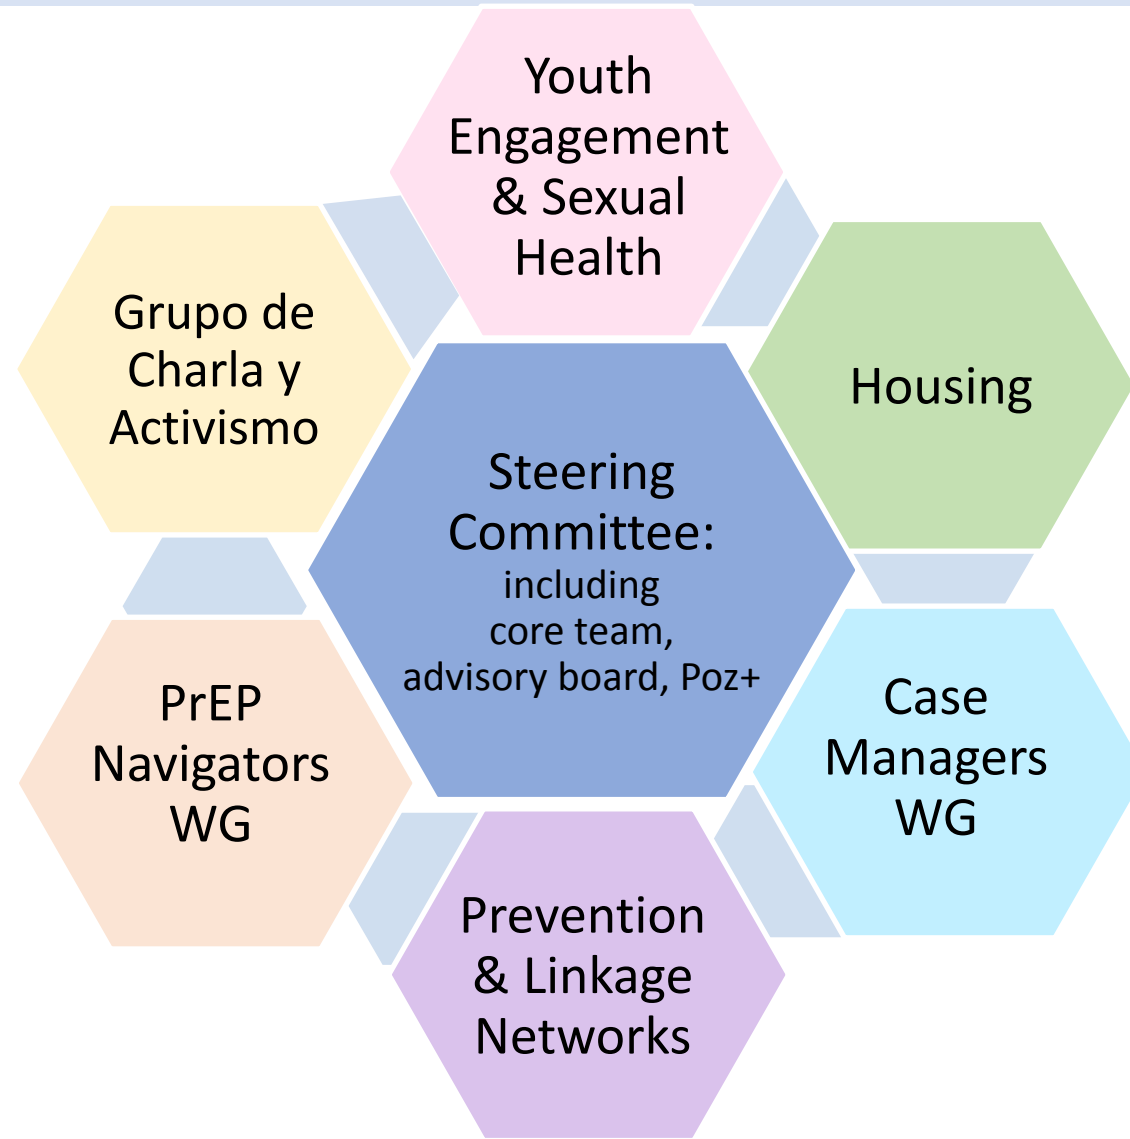 Youth
Engagement
& Sexual
Health
Grupo de
Charla y
Activismo
Housing
Steering
Committee:
including
core team,
advisory board, Poz+
PrEP
Navigators
WG
Case
Managers
WG
Prevention
& Linkage
Networks